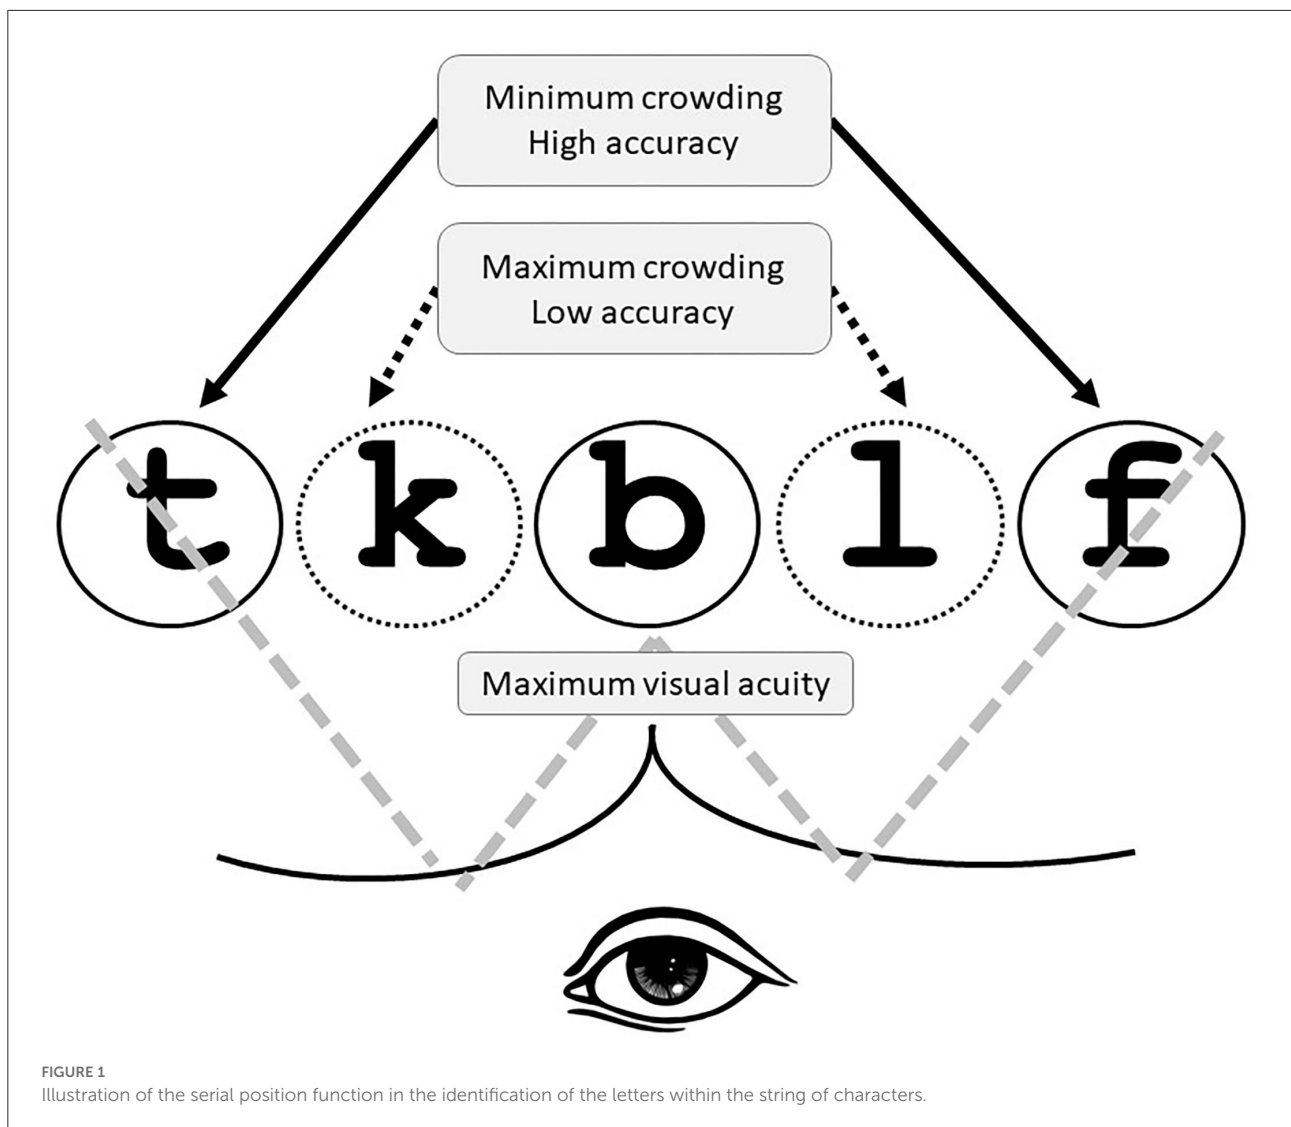 Minimum crowding
High accuracy
Maximum crowding
Low accuracy
t k b l f
Maximum visual acuity
FIGURE 1
Illustration of the serial position function in the identification of the letters within the string of characters.